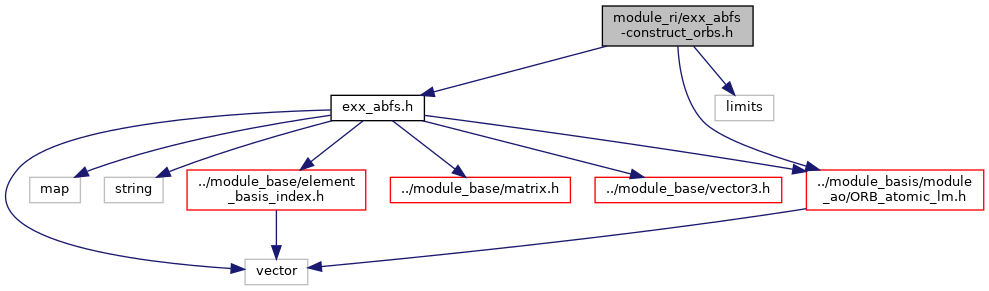 module_ri/exx_abfs
-construct_orbs.h
exx_abfs.h
limits
map
string
../module_base/element
_basis_index.h
../module_base/matrix.h
../module_base/vector3.h
../module_basis/module
_ao/ORB_atomic_lm.h
vector